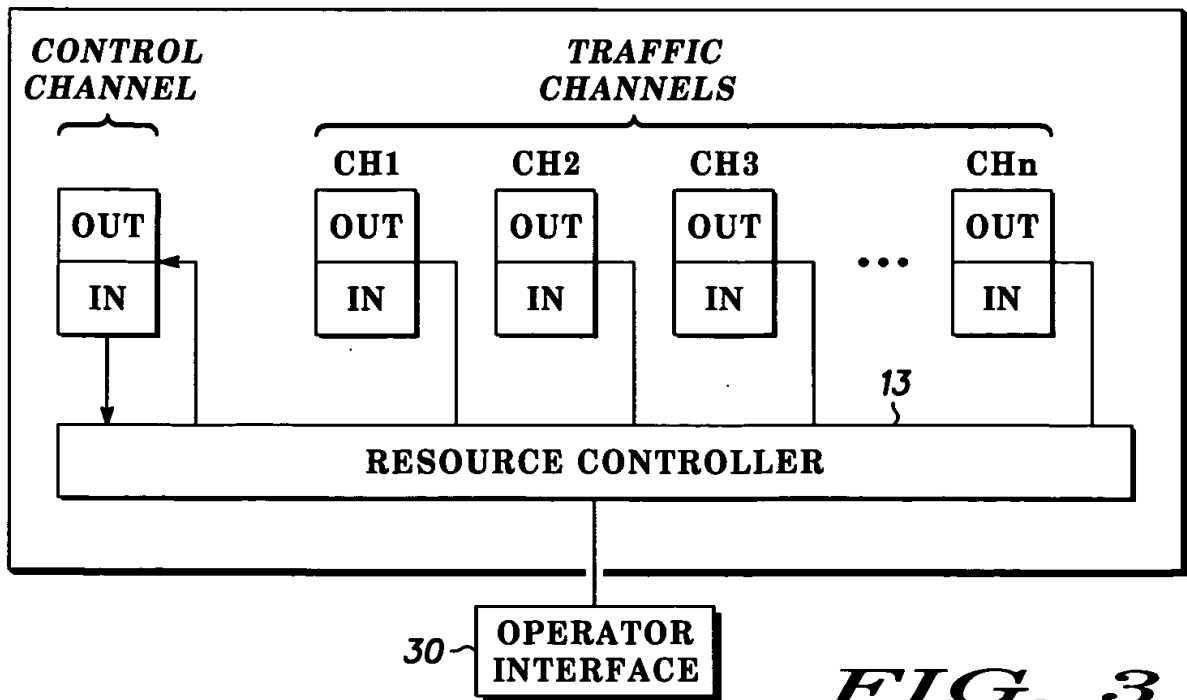 CONTROL
CHANNEL
TRAFFIC
CHANNELS
CH1 CH2 CH3 CHn
OUT OUT OUT OUT ••• OUT
IN IN IN IN IN
13
RESOURCE CONTROLLER
30
OPERATOR
INTERFACE
FIG. 3